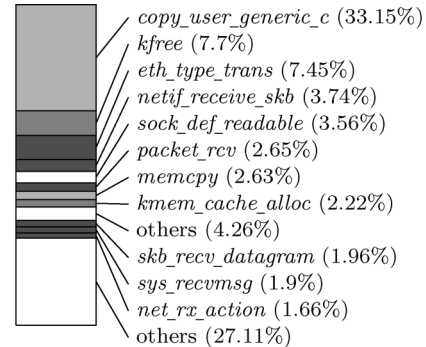 copy_user_generic_c (33.15%)
kfree (7.7%)
eth_type_trans (7.45%)
netif_receive_skb (3.74%)
sock_def_readable (3.56%)
packet_rcv (2.65%)
memcpy (2.63%)
kmem_cache_alloc (2.22%)
others (4.26%)
skb_recv_datagram (1.96%)
sys_recvmsg (1.9%)
net_rx_action (1.66%)
others (27.11%)